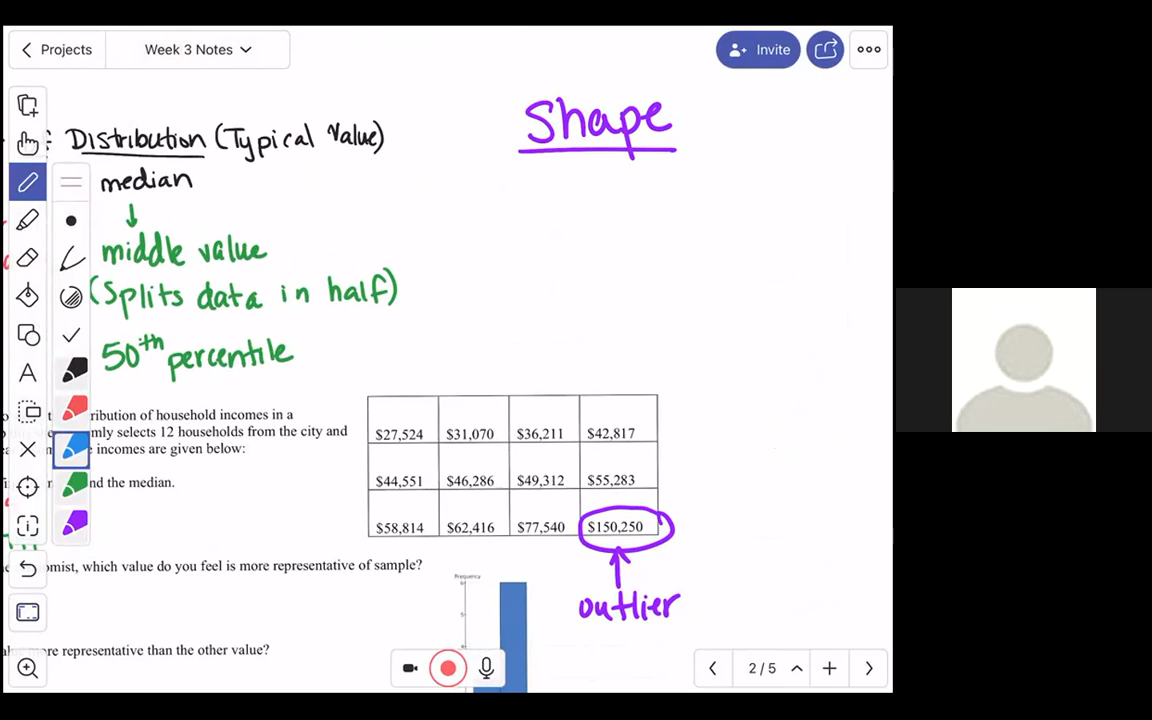 Projects
Week 3 Notes
Invite
Shape
Distribution (Typical Value)
median
middle value
(Splits data in half)
50th percentile
ribution of household incomes in a
mly selects 12 households from the city and
incomes are given below:
nd the median.
$27,524 $31,070 $36,211 $42,817
$44,551 $46,286 $49,312 $55,283
$58,814 $62,416 $77,540 $150,250
omist, which value do you feel is more representative of sample?
Frequency
outlier
more representative than the other value?
2/5
A